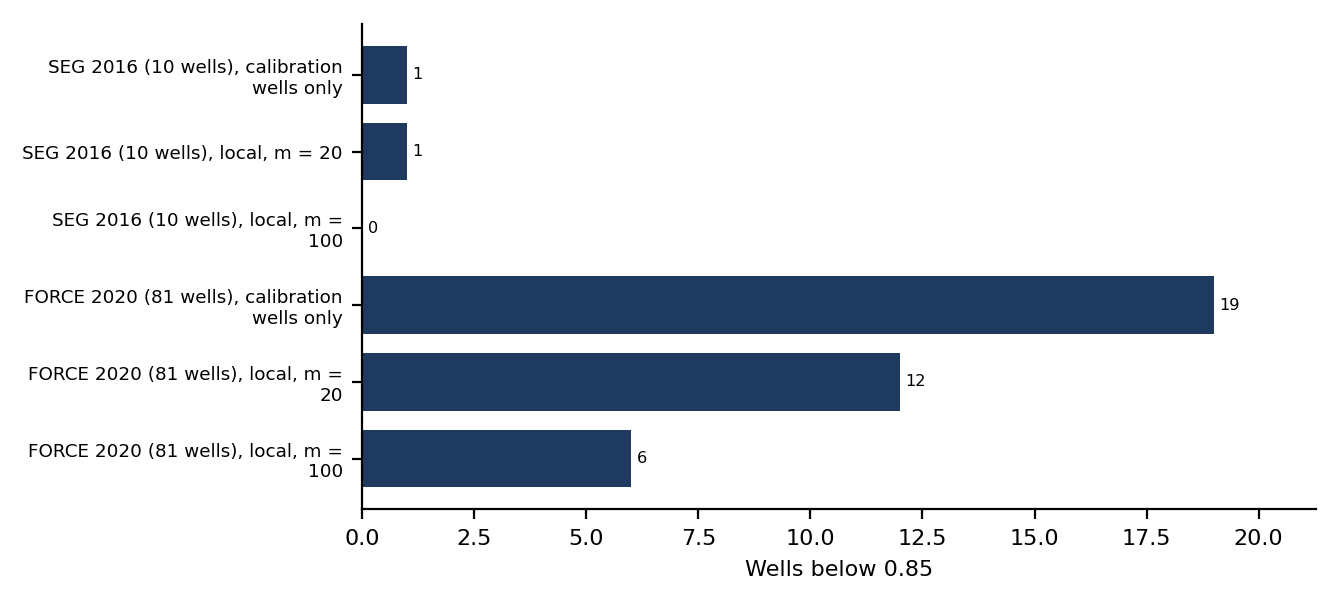 SEG 2016 (10 wells), calibration
wells only
1
SEG 2016 (10 wells), local, m = 20
1
SEG 2016 (10 wells), local, m =
100
0
FORCE 2020 (81 wells), calibration
wells only
19
FORCE 2020 (81 wells), local, m =
20
12
FORCE 2020 (81 wells), local, m =
100
6
0.0 2.5 5.0 7.5 10.0 12.5 15.0 17.5 20.0
Wells below 0.85